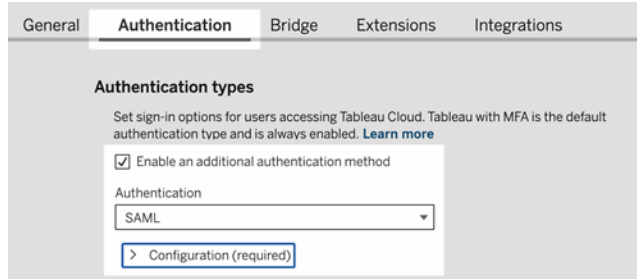 General Authentication Bridge Extensions Integrations
Authentication types
Set sign-in options for users accessing Tableau Cloud. Tableau with MFA is the default
authentication type and is always enabled. Learn more
Enable an additional authentication method
Authentication
SAML
Configuration (required)